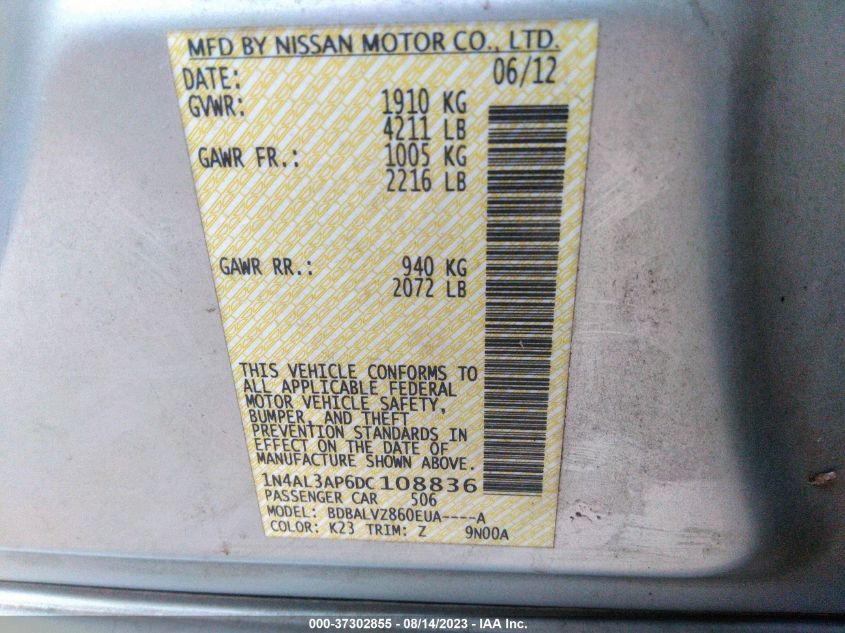 MFD BY NISSAN MOTOR CO., LTD.
DATE: 06/12
GVWR: 1910 KG
4211 LB
GAWR FR.: 1005 KG
2216 LB
GAWR RR.: 940 KG
2072 LB
THIS VEHICLE CONFORMS TO
ALL APPLICABLE FEDERAL
MOTOR VEHICLE SAFETY,
BUMPER, AND THEFT
PREVENTION STANDARDS IN
EFFECT ON THE DATE OF
MANUFACTURE SHOWN ABOVE.
1N4AL3AP6DC108836
PASSENGER CAR 506
MODEL: BDBALVZ860EUA----A
COLOR: K23 TRIM: Z 9N00A
000-37302855 - 08/14/2023 - IAA Inc.